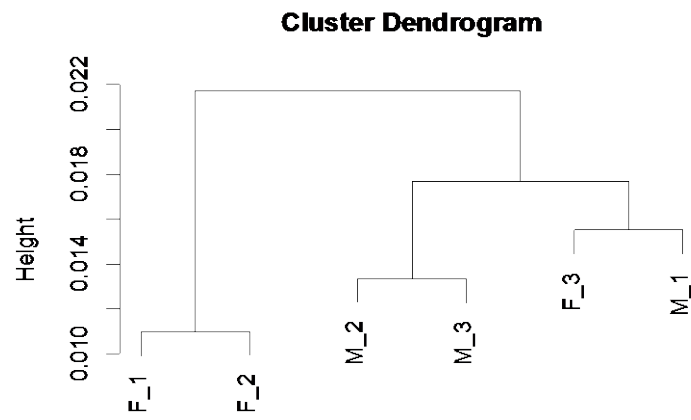 Cluster Dendrogram
Height
0.022
0.018
0.014
0.010
F_1
F_2
M_2
M_3
F_3
M_1